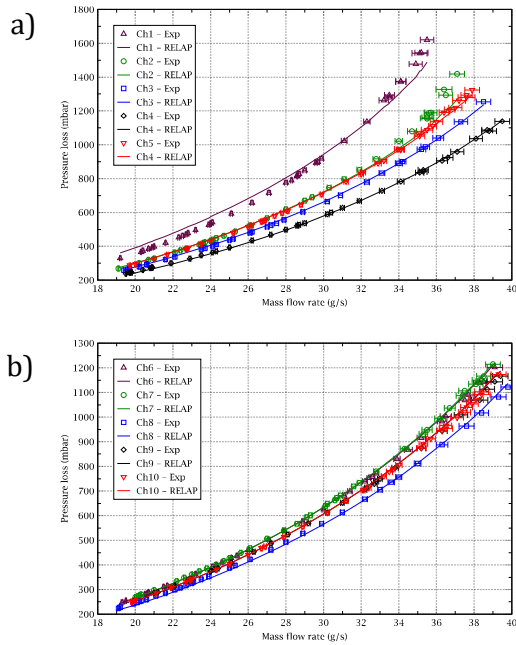 a)
1800
1600
1400
1200
1000
800
600
400
200
Pressure loss (mbar)
Ch1 – Exp
Ch1 – RELAP
Ch2 – Exp
Ch2 – RELAP
Ch3 – Exp
Ch3 – RELAP
Ch4 – Exp
Ch4 – RELAP
Ch5 – Exp
Ch4 – RELAP
18 20 22 24 26 28 30 32 34 36 38 40
Mass flow rate (g/s)
b)
1300
1200
1100
1000
900
800
700
600
500
400
300
200
Pressure loss (mbar)
Ch6 – Exp
Ch6 – RELAP
Ch7 – Exp
Ch7 – RELAP
Ch8 – Exp
Ch8 – RELAP
Ch9 – Exp
Ch9 – RELAP
Ch10 – Exp
Ch10 – RELAP
20 22 24 26 28 30 32 34 36 38 40
Mass flow rate (g/s)